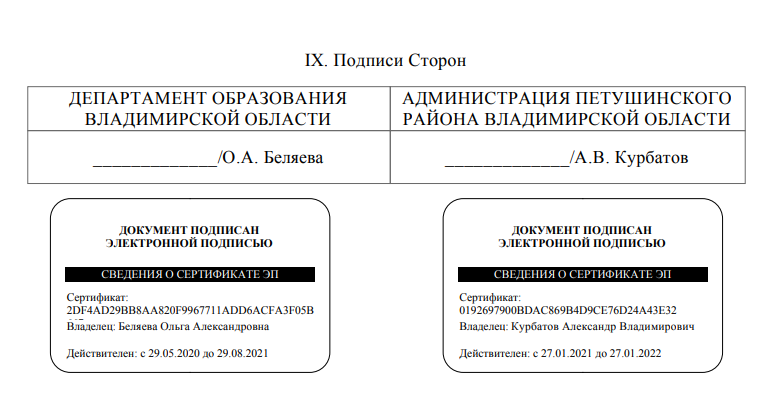 IX. Подписи Сторон
ДЕПАРТАМЕНТ ОБРАЗОВАНИЯ
ВЛАДИМИРСКОЙ ОБЛАСТИ
АДМИНИСТРАЦИЯ ПЕТУШИНСКОГО
РАЙОНА ВЛАДИМИРСКОЙ ОБЛАСТИ
_____________/О.А. Беляева
_____________/А.В. Курбатов
ДОКУМЕНТ ПОДПИСАН
ЭЛЕКТРОННОЙ ПОДПИСЬЮ
СВЕДЕНИЯ О СЕРТИФИКАТЕ ЭП
Сертификат:
2DF4AD29BB8AA820F9967711ADD6ACFA3F05B
Владелец: Беляева Ольга Александровна
Действителен: с 29.05.2020 до 29.08.2021
ДОКУМЕНТ ПОДПИСАН
ЭЛЕКТРОННОЙ ПОДПИСЬЮ
СВЕДЕНИЯ О СЕРТИФИКАТЕ ЭП
Сертификат:
0192697900BDAC869B4D9CE76D24A43E32
Владелец: Курбатов Александр Владимирович
Действителен: с 27.01.2021 до 27.01.2022